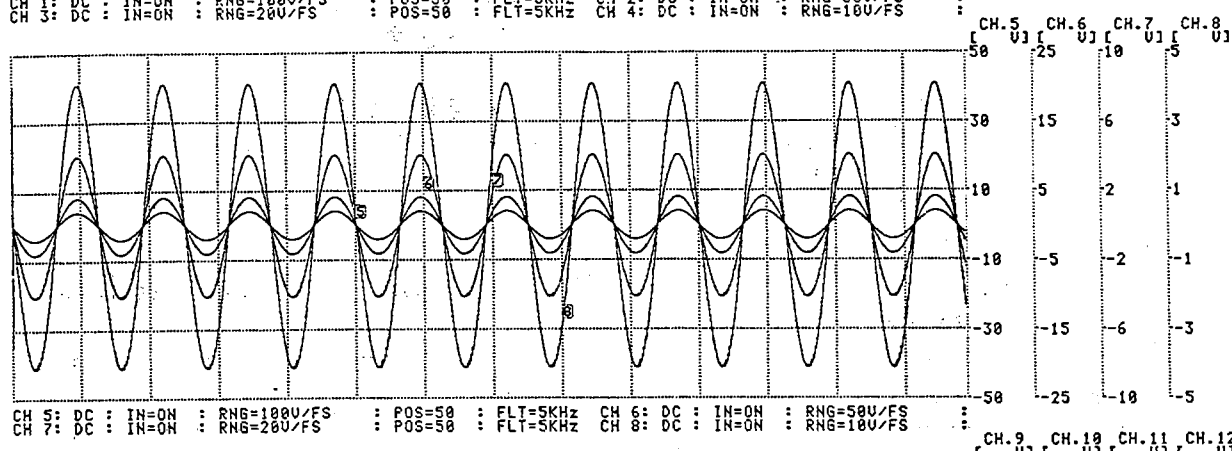 CH 3: DC : IN=ON : RNG=20V/FS : POS=50 : FLT=5KHz CH 4: DC : IN=ON : RNG=10V/FS :
CH.5 CH.6 CH.7 CH.8
[ V] [ V] [ V] [ V]
50 25 10 5
30 15 6 3
10 5 2 1
-10 -5 -2 -1
-30 -15 -6 -3
-50 -25 -10 -5
5 6 7 8
CH 5: DC : IN=ON : RNG=100V/FS : POS=50 : FLT=5KHz CH 6: DC : IN=ON : RNG=50V/FS :
CH 7: DC : IN=ON : RNG=20V/FS : POS=50 : FLT=5KHz CH 8: DC : IN=ON : RNG=10V/FS :
CH.9 CH.10 CH.11 CH.12